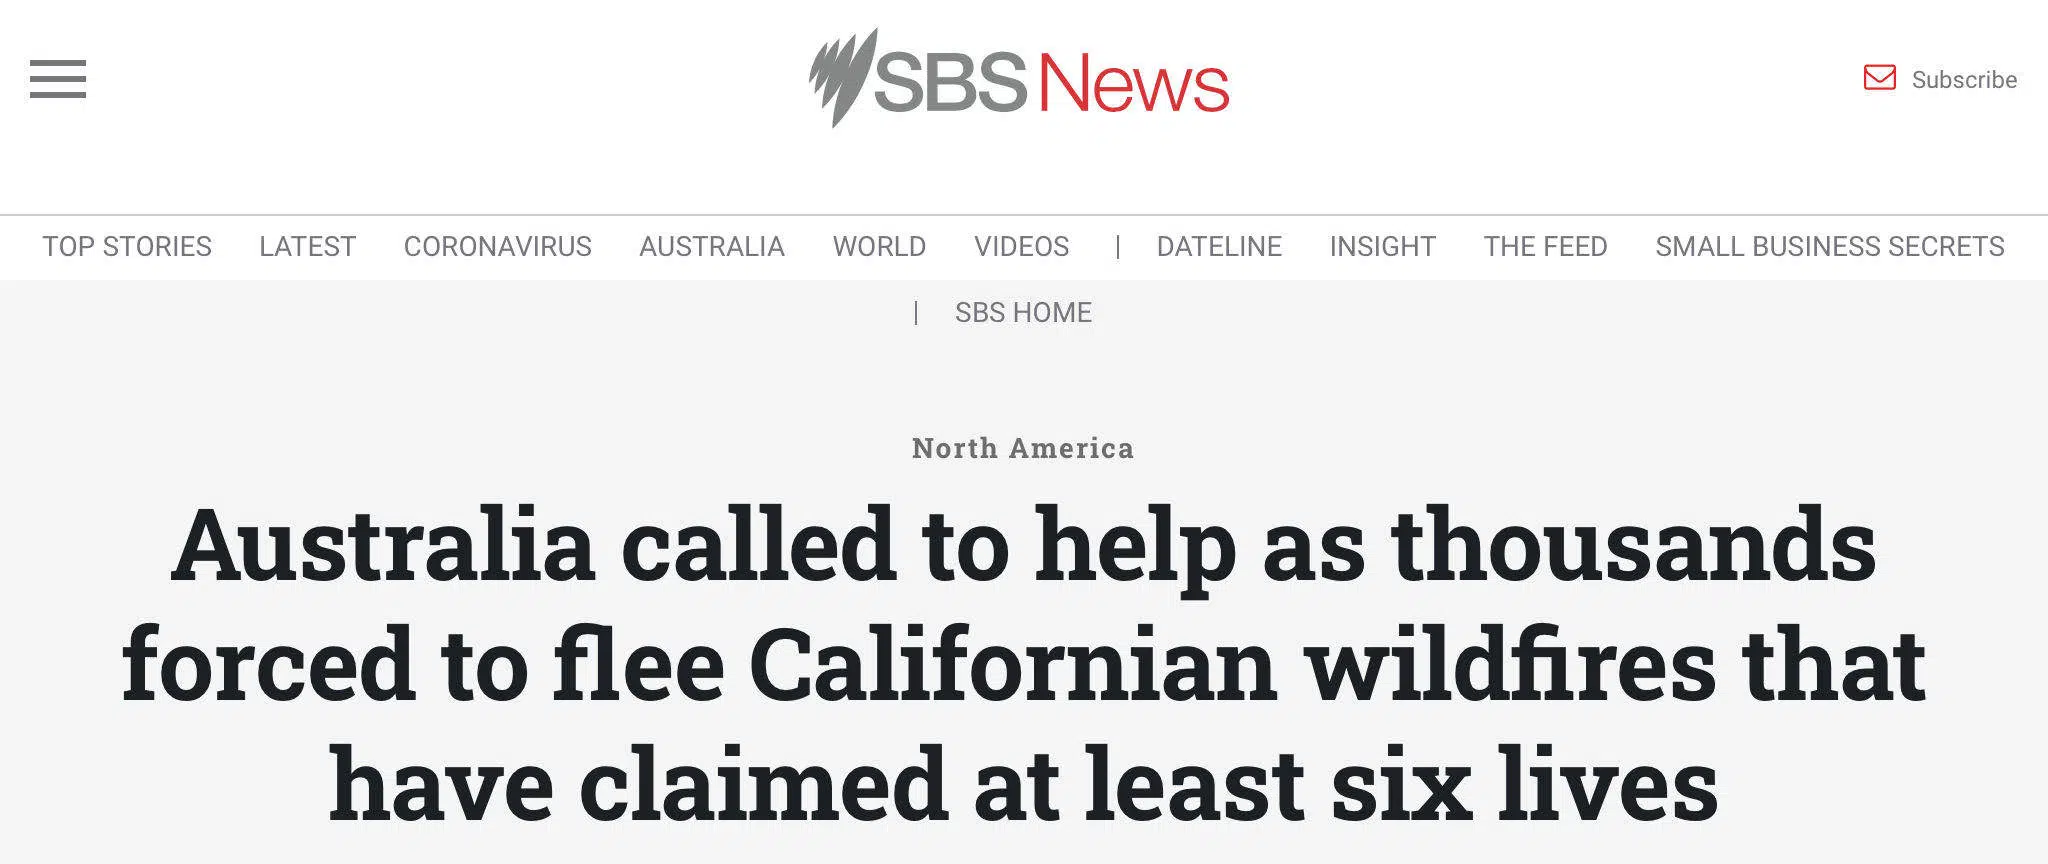 SBS News
Subscribe
TOP STORIES LATEST CORONAVIRUS AUSTRALIA WORLD VIDEOS | DATELINE INSIGHT THE FEED SMALL BUSINESS SECRETS
| SBS HOME
North America
Australia called to help as thousands
forced to flee Californian wildfires that
have claimed at least six lives